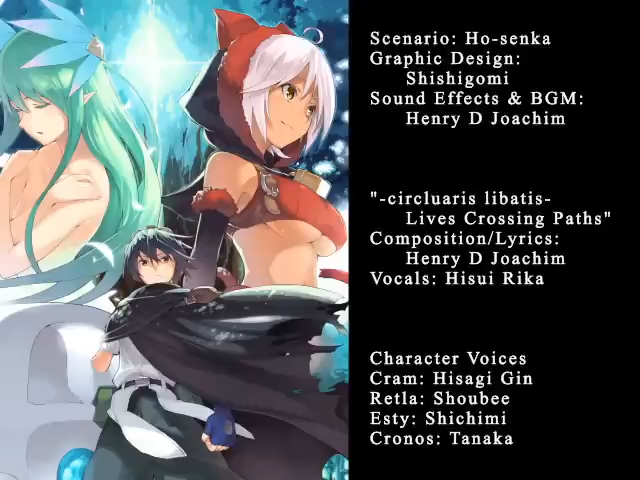 Scenario: Ho-senka
Graphic Design:
Shishigomi
Sound Effects & BGM:
Henry D Joachim
"-circluaris libatis-
Lives Crossing Paths"
Composition/Lyrics:
Henry D Joachim
Vocals: Hisui Rika
Character Voices
Cram: Hisagi Gin
Retla: Shoubee
Esty: Shichimi
Cronos: Tanaka